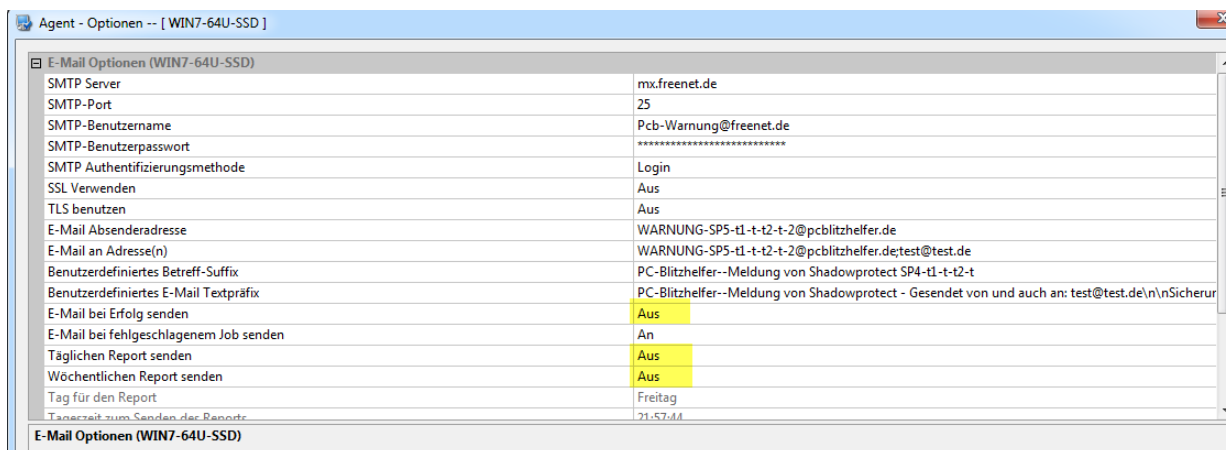 Agent - Optionen -- [ WIN7-64U-SSD ]
E-Mail Optionen (WIN7-64U-SSD)
SMTP Server mx.freenet.de
SMTP-Port 25
SMTP-Benutzername Pcb-Warnung@freenet.de
SMTP-Benutzerpasswort ***************************
SMTP Authentifizierungsmethode Login
SSL Verwenden Aus
TLS benutzen Aus
E-Mail Absenderadresse WARNUNG-SP5-t1-t-t2-t-2@pcblitzhelfer.de
E-Mail an Adresse(n) WARNUNG-SP5-t1-t-t2-t-2@pcblitzhelfer.de;test@test.de
Benutzerdefiniertes Betreff-Suffix PC-Blitzhelfer--Meldung von Shadowprotect SP4-t1-t-t2-t
Benutzerdefiniertes E-Mail Textpräfix PC-Blitzhelfer--Meldung von Shadowprotect - Gesendet von und auch an: test@test.de\n\nSicherur
E-Mail bei Erfolg senden Aus
E-Mail bei fehlgeschlagenem Job senden An
Täglichen Report senden Aus
Wöchentlichen Report senden Aus
Tag für den Report Freitag
Tageszeit zum Senden des Reports 21:57:44
E-Mail Optionen (WIN7-64U-SSD)